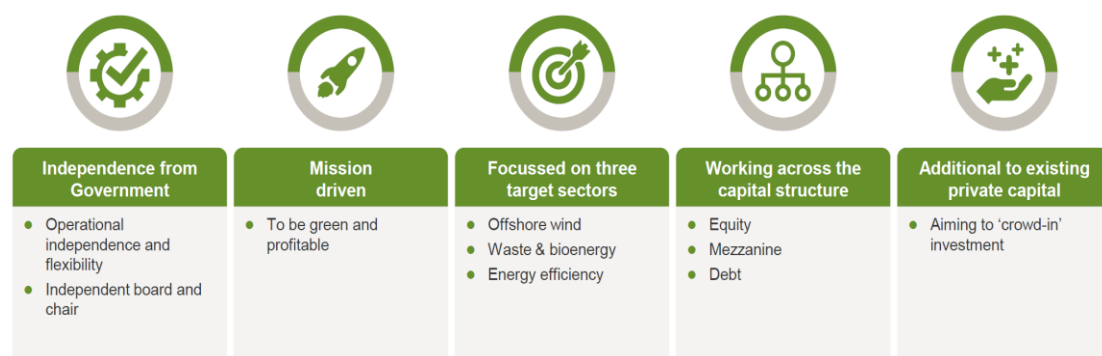 Independence from
Government
Operational
independence and
flexibility
Independent board and
chair
Mission
driven
To be green and
profitable
Focussed on three
target sectors
Offshore wind
Waste & bioenergy
Energy efficiency
Working across the
capital structure
Equity
Mezzanine
Debt
Additional to existing
private capital
Aiming to ‘crowd-in’
investment